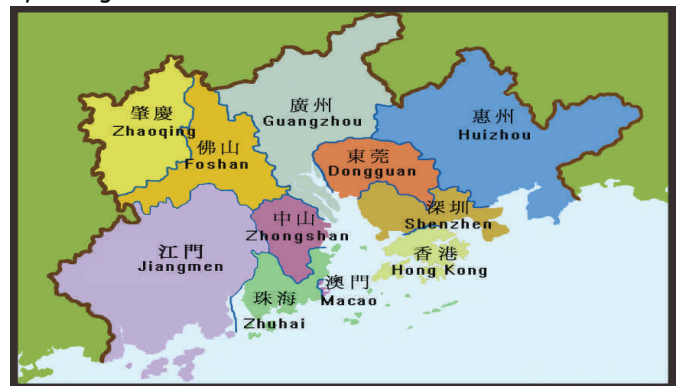 肇慶
Zhaoqing
佛山
Foshan
廣州
Guangzhou
惠州
Huizhou
東莞
Dongguan
深圳
Shenzhen
中山
Zhongshan
香港
Hong Kong
江門
Jiangmen
澳門
Macao
珠海
Zhuhai